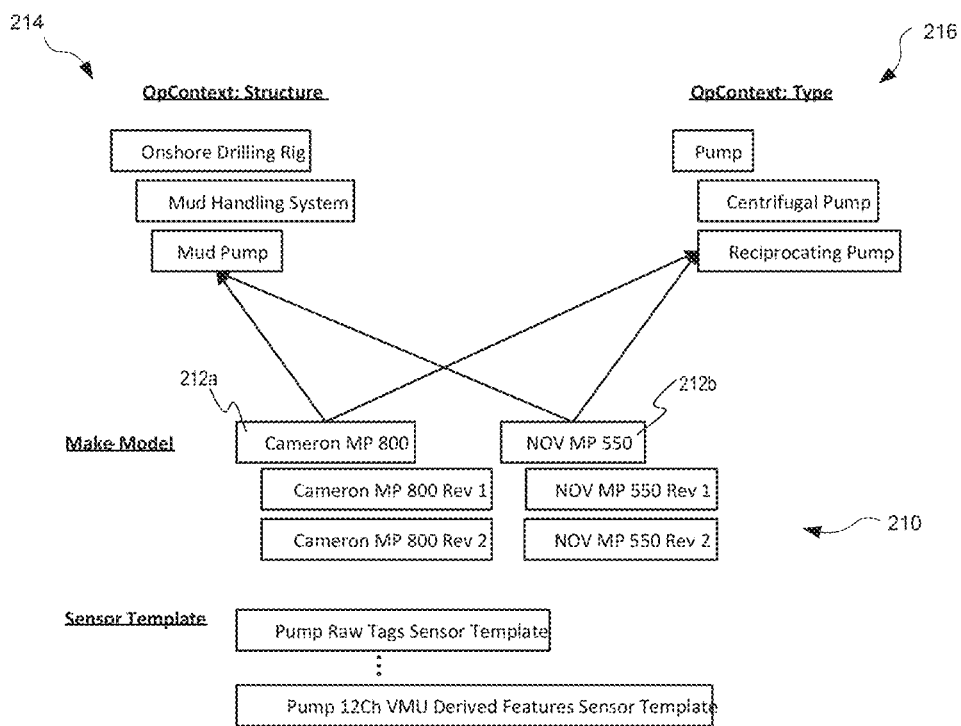 214
216
OpContext: Structure
OpContext: Type
Onshore Drilling Rig
Pump
Mud Handling System
Centrifugal Pump
Mud Pump
Reciprocating Pump
212a
212b
Make Model
Cameron MP 800
NOV MP 550
Cameron MP 800 Rev 1
NOV MP 550 Rev 1
Cameron MP 800 Rev 2
NOV MP 550 Rev 2
210
Sensor Template
Pump Raw Tags Sensor Template
Pump 12Ch VMU Derived Features Sensor Template